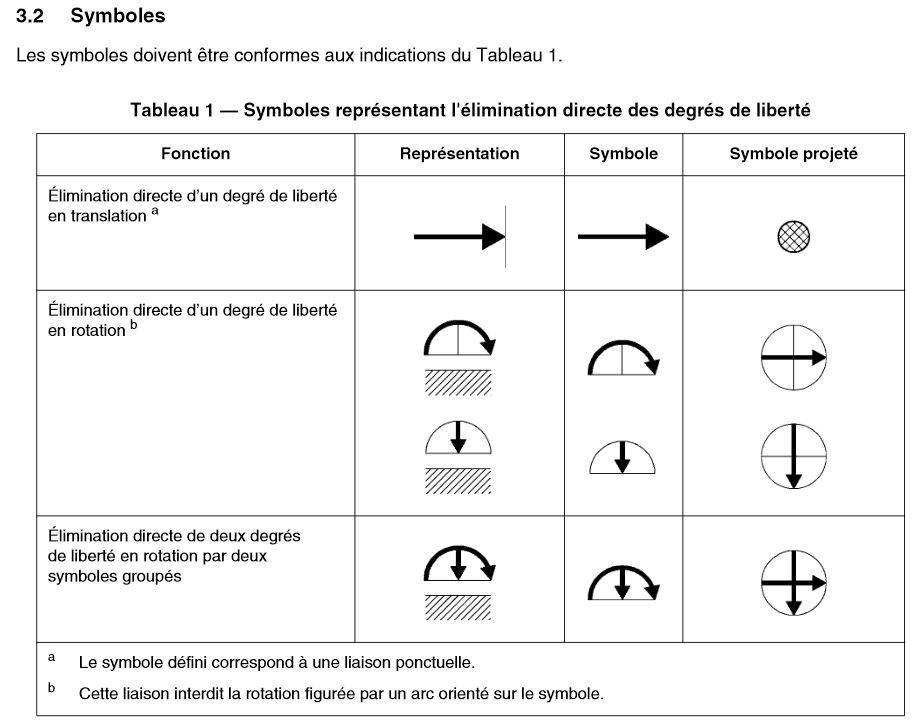 3.2 Symboles
Les symboles doivent être conformes aux indications du Tableau 1.
Tableau 1 — Symboles représentant l'élimination directe des degrés de liberté
Fonction Représentation Symbole Symbole projeté
Élimination directe d'un degré de liberté
en translation a
Élimination directe d'un degré de liberté
en rotation b
Élimination directe de deux degrés
de liberté en rotation par deux
symboles groupés
a Le symbole défini correspond à une liaison ponctuelle.
b Cette liaison interdit la rotation figurée par un arc orienté sur le symbole.